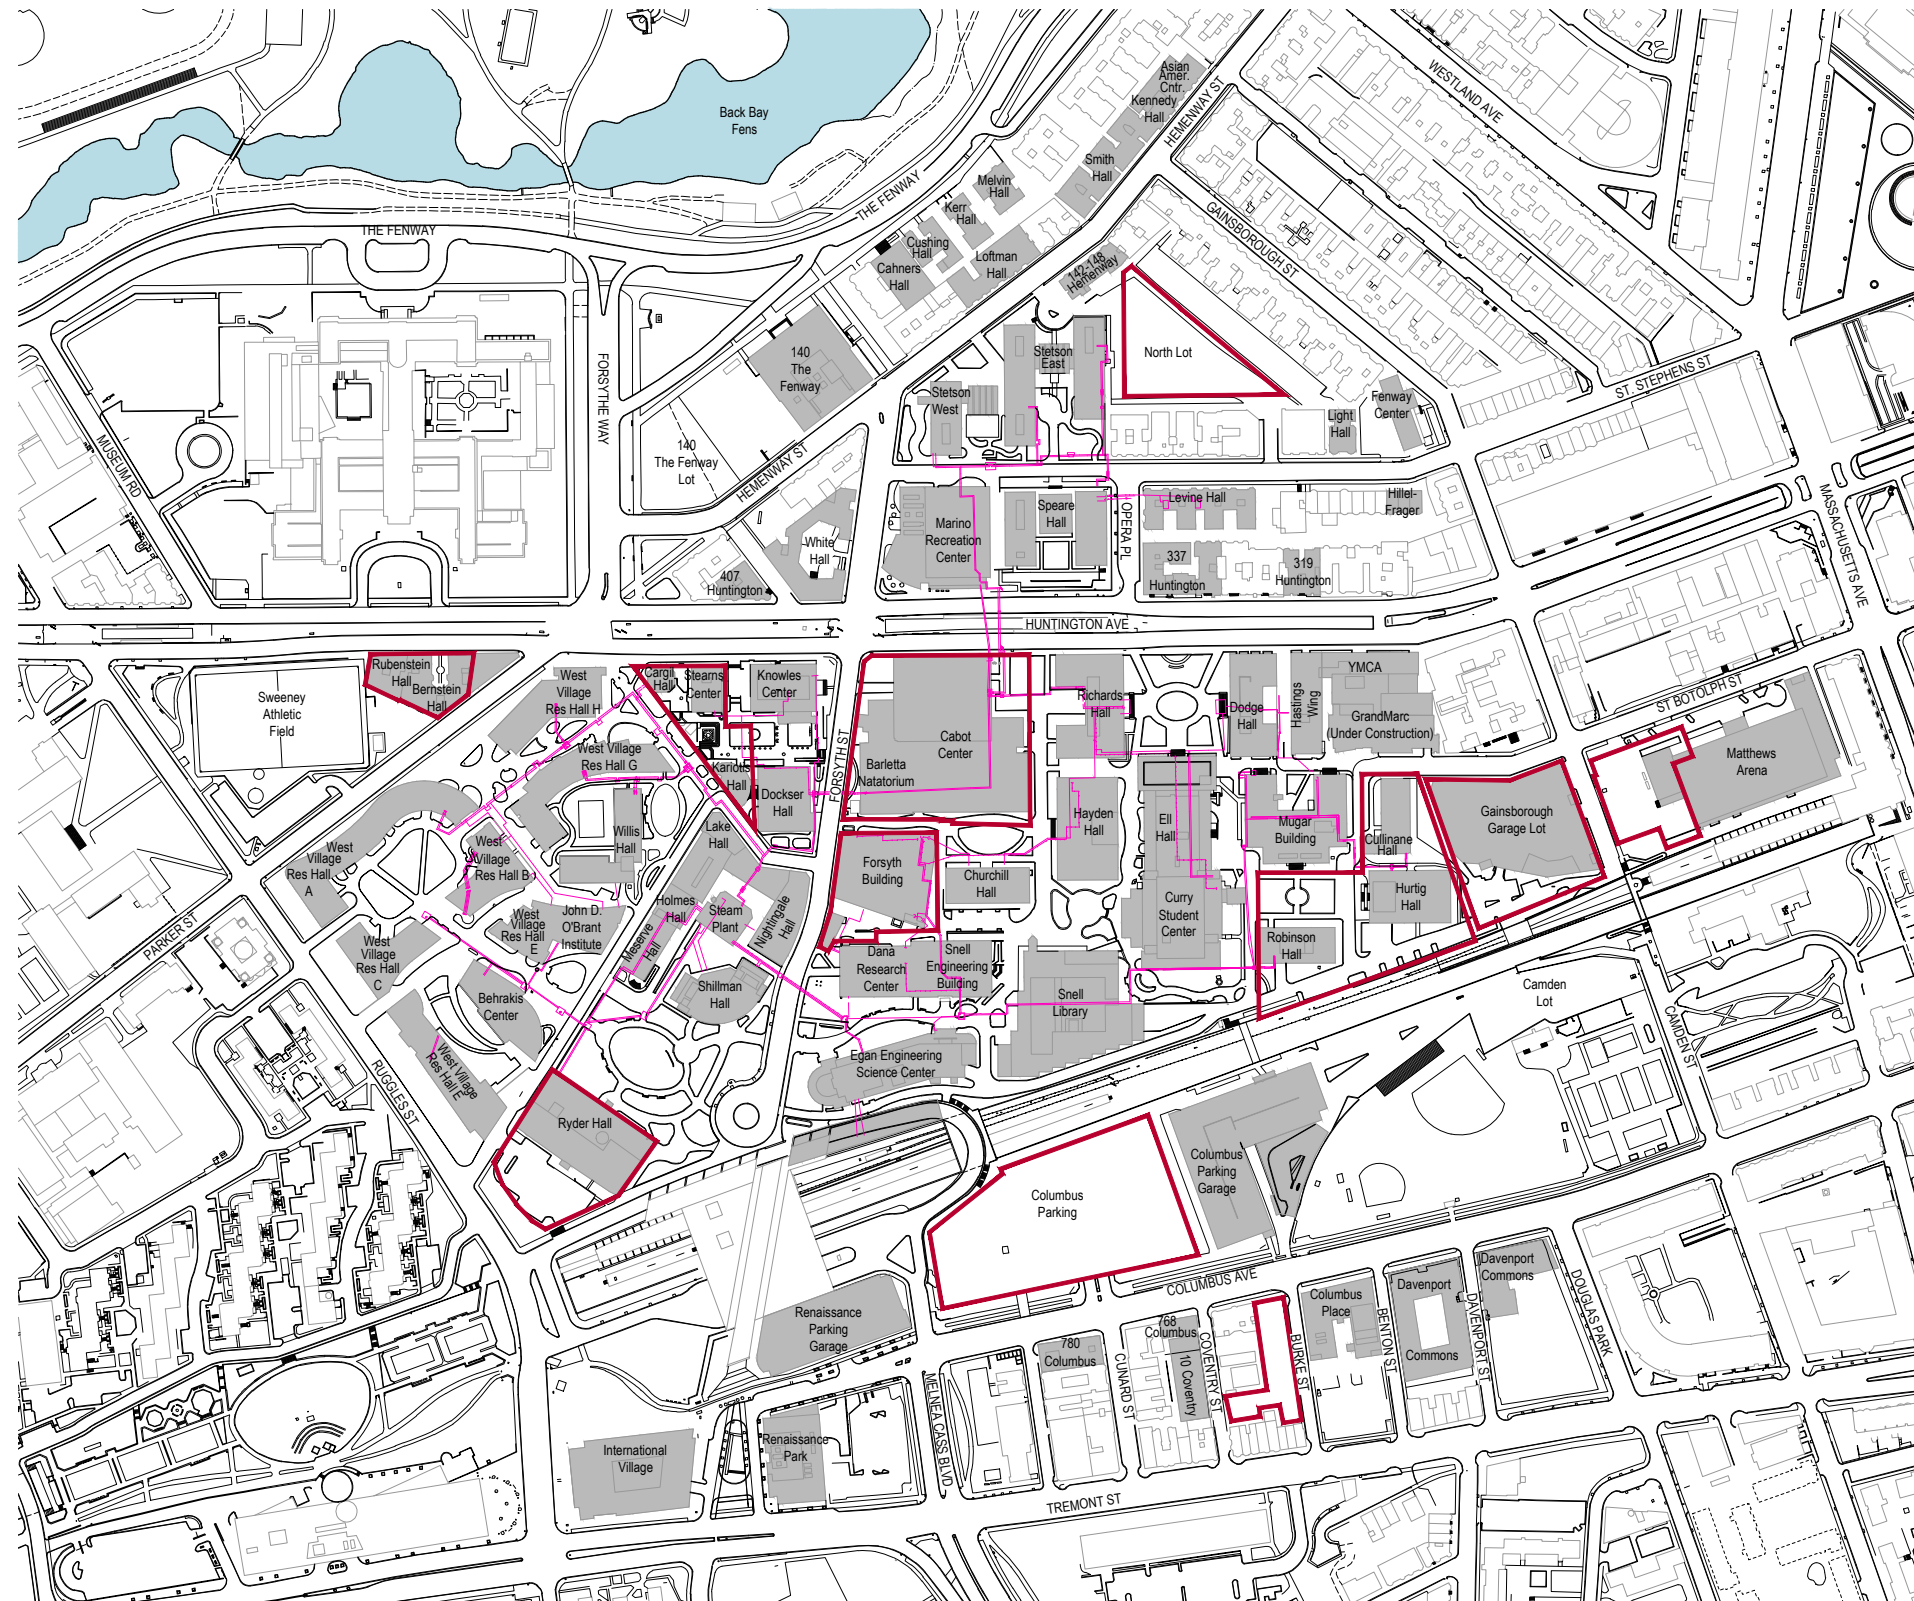 Back Bay
Fens
WESTLAND AVE
Asian
Amer.
Cntr.
Kennedy
Hall
HEMENWAY ST
Smith
Hall
Melvin
Hall
Kerr
Hall
THE FENWAY
THE FENWAY
Cushing
Hall
Cahners
Hall
Loftman
Hall
142-148
Hemenway
GAINSBOROUGH ST
FORSYTHE WAY
140
The
Fenway
Stetson
East
North Lot
Stetson
West
Light
Hall
Fenway
Center
ST. STEPHENS ST
MUSEUM RD
140
The Fenway
Lot
HEMENWAY ST
Marino
Recreation
Center
Speare
Hall
OPERA PL
Levine Hall
Hillel-
Frager
MASSACHUSETTS AVE
White
Hall
407
Huntington
337
Huntington
319
Huntington
HUNTINGTON AVE
Rubenstein
Hall
Bernstein
Hall
Sweeney
Athletic
Field
West
Village
Res Hall H
Cargil
Hall
Stearns
Center
Knowles
Center
FORSYTH ST
Cabot
Center
Barletta
Natatorium
Richards
Hall
Dodge
Hall
Hastings
Wing
YMCA
GrandMarc
(Under Construction)
ST BOTOLPH ST
Matthews
Arena
West Village
Res Hall G
Kariotis
Hall
Dockser
Hall
Lake
Hall
Willis
Hall
West
Village
Res Hall B
West
Village
Res Hall
A
Forsyth
Building
Churchill
Hall
Hayden
Hall
Ell
Hall
Mugar
Building
Cullinane
Hall
Gainsborough
Garage Lot
Hurtig
Hall
Robinson
Hall
Curry
Student
Center
Holmes
Hall
Steam
Plant
Nightingale
Hall
Meserve
Hall
John D.
O'Brant
Institute
West
Village
Res Hall
E
West
Village
Res Hall
C
PARKER ST
Behrakis
Center
Shillman
Hall
Dana
Research
Center
Snell
Engineering
Building
Snell
Library
Camden
Lot
CAMDEN ST
Egan Engineering
Science Center
West Village
Res Hall E
RUGGLES ST
Ryder Hall
Columbus
Parking
Garage
Columbus
Parking
COLUMBUS AVE
Renaissance
Parking
Garage
Columbus
Place
Davenport
Commons
Davenport
Commons
DOUGLAS PARK
DAVENPORT ST
BENTON ST
BURKE ST
COVENTRY ST
768
Columbus
10 Coventry
CUNARD ST
780
Columbus
MELNEA CASS BLVD
International
Village
Renaissance
Park
TREMONT ST